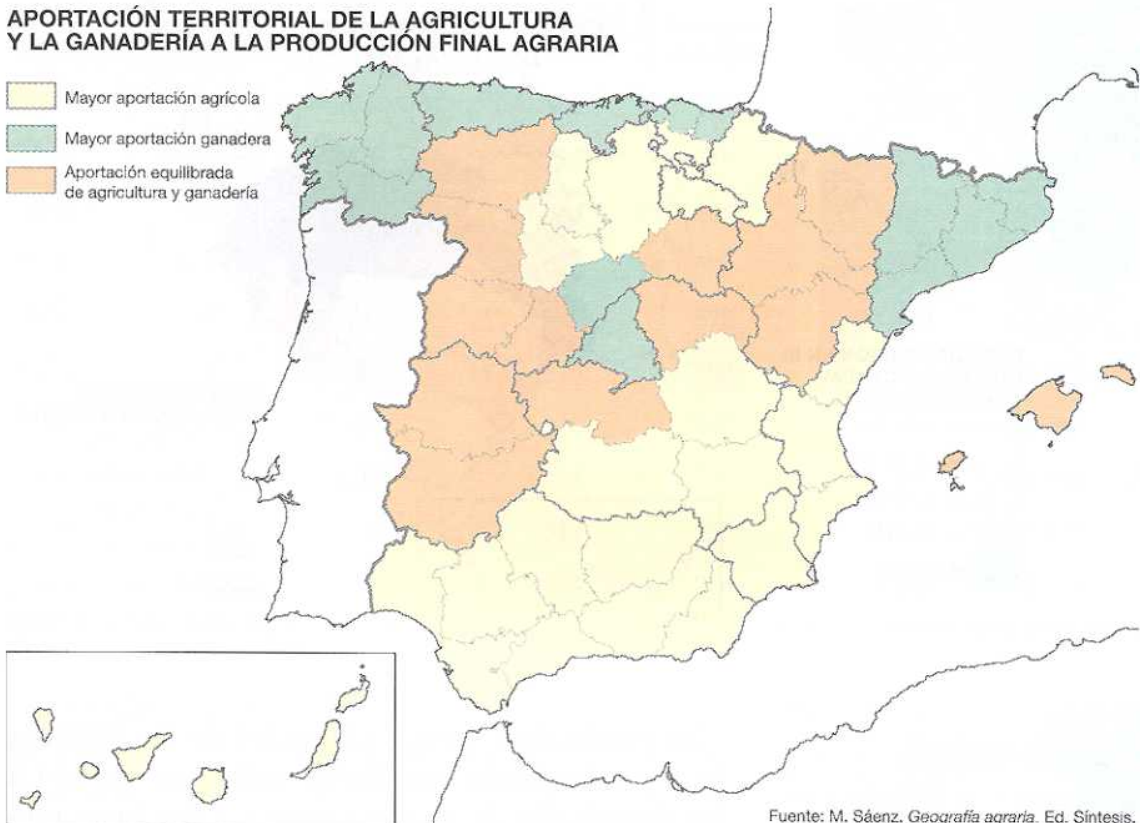 APORTACIÓN TERRITORIAL DE LA AGRICULTURA
Y LA GANADERÍA A LA PRODUCCIÓN FINAL AGRARIA
Mayor aportación agrícola
Mayor aportación ganadera
Aportación equilibrada
de agricultura y ganadería
Fuente: M. Sáenz. Geografía agraria. Ed. Síntesis.